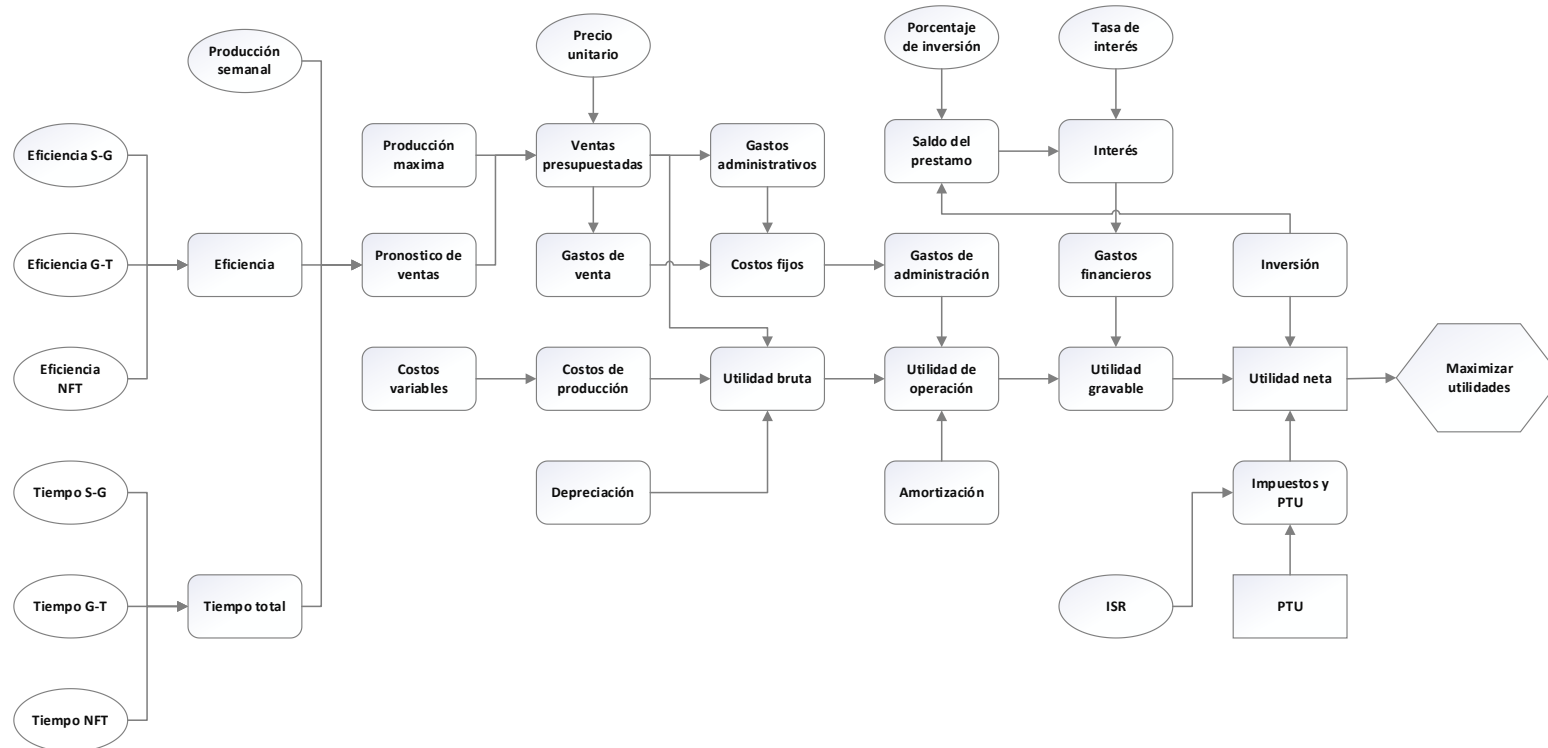 Producción
semanal
Precio
unitario
Porcentaje
de inversión
Tasa de
interés
Eficiencia S-G
Producción
maxima
Ventas
presupuestadas
Gastos
administrativos
Saldo del
prestamo
Interés
Eficiencia G-T
Eficiencia
Pronostico de
ventas
Gastos de
venta
Costos fijos
Gastos de
administración
Gastos
financieros
Inversión
Eficiencia
NFT
Costos
variables
Costos de
producción
Utilidad bruta
Utilidad de
operación
Utilidad
gravable
Utilidad neta
Maximizar
utilidades
Tiempo S-G
Depreciación
Amortización
Impuestos y
PTU
Tiempo G-T
Tiempo total
ISR
PTU
Tiempo NFT